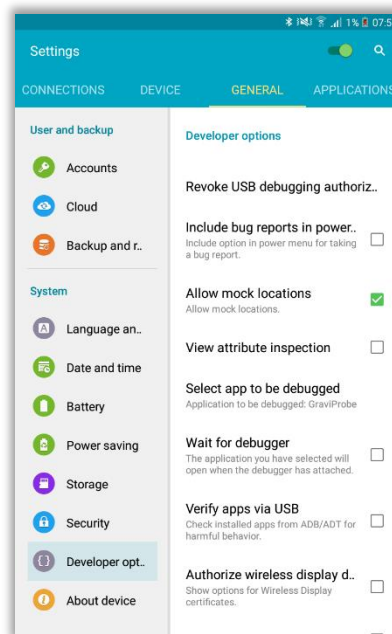 1% 07:5
Settings
CONNECTIONS DEVICE GENERAL APPLICATIONS
User and backup
Accounts
Cloud
Backup and r..
System
Language an..
Date and time
Battery
Power saving
Storage
Security
Developer opt..
About device
Developer options
Revoke USB debugging authoriz..
Include bug reports in power..
Include option in power menu for taking
a bug report.
Allow mock locations
Allow mock locations.
View attribute inspection
Select app to be debugged
Application to be debugged: GraviProbe
Wait for debugger
The application you have selected will
open when the debugger has attached.
Verify apps via USB
Check installed apps from ADB/ADT for
harmful behavior.
Authorize wireless display d..
Show options for Wireless Display
certificates.